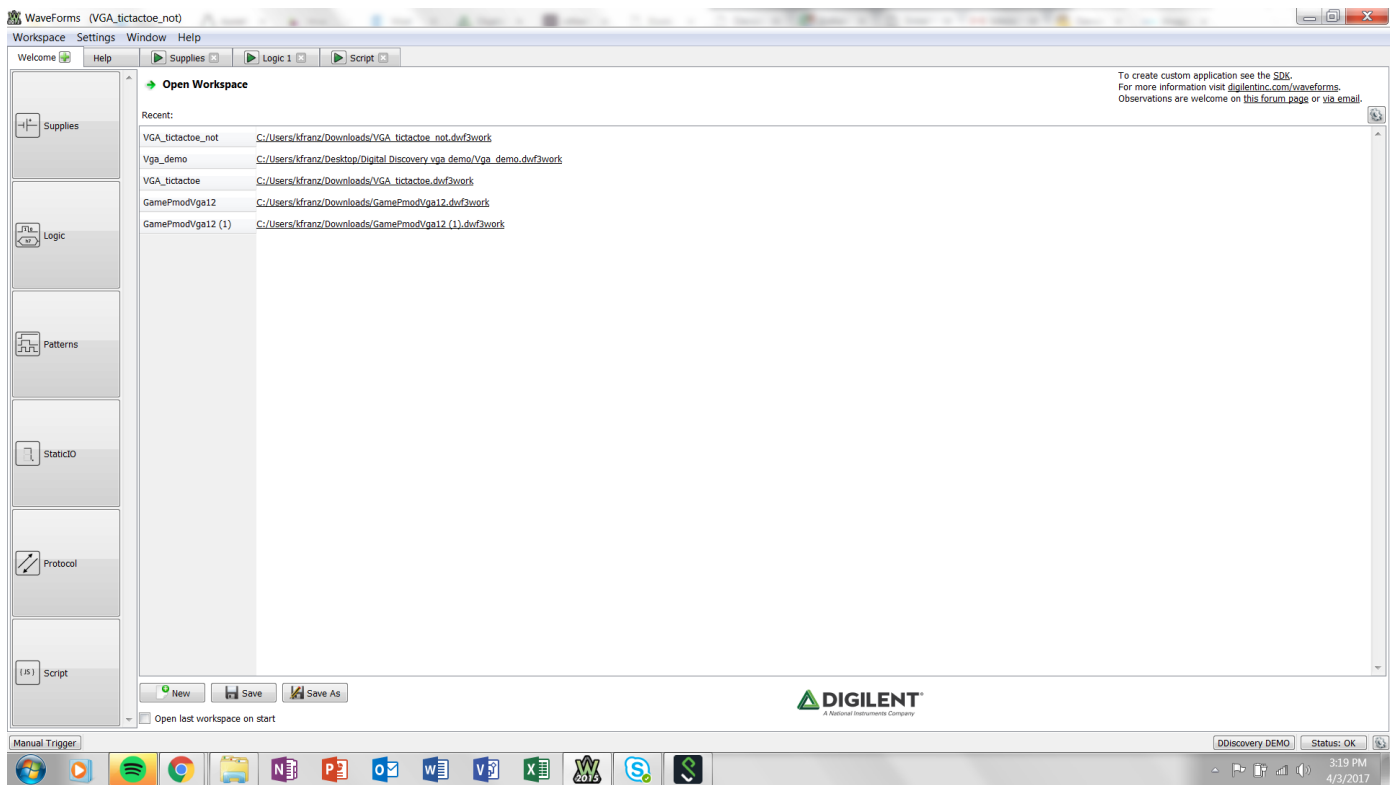 WaveForms (VGA_tictactoe_not)
Workspace Settings Window Help
Welcome Help Supplies Logic 1 Script
Open Workspace
To create custom application see the SDK.
For more information visit digilentinc.com/waveforms.
Observations are welcome on this forum page or via email.
Recent:
VGA_tictactoe_not C:/Users/kfranz/Downloads/VGA_tictactoe_not.dwf3work
Vga_demo C:/Users/kfranz/Desktop/Digital Discovery vga demo/Vga_demo.dwf3work
VGA_tictactoe C:/Users/kfranz/Downloads/VGA_tictactoe.dwf3work
GamePmodVga12 C:/Users/kfranz/Downloads/GamePmodVga12.dwf3work
GamePmodVga12 (1) C:/Users/kfranz/Downloads/GamePmodVga12 (1).dwf3work
Supplies
Logic
Patterns
StaticIO
Protocol
{JS} Script
New Save Save As
Open last workspace on start
DIGILENT
A National Instruments Company
Manual Trigger
DDiscovery DEMO Status: OK
2015
3:19 PM
4/3/2017